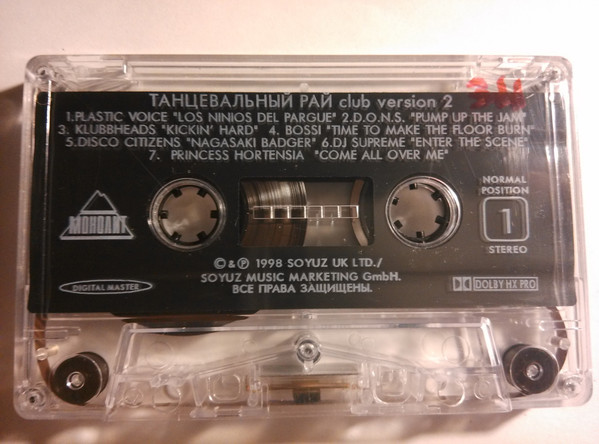 ТАНЦЕВАЛЬНЫЙ РАЙ club version 2
1.PLASTIC VOICE "LOS NINIOS DEL PARGUE" 2.D.O.N.S. "PUMP UP THE JAM"
3. KLUBBHEADS "KICKIN' HARD" 4. BOSSI "TIME TO MAKE THE FLOOR BURN"
5.DISCO CITIZENS "NAGASAKI BADGER" 6.DJ SUPREME "ENTER THE SCENE"
7. PRINCESS HORTENSIA "COME ALL OVER ME"
МОНОЛИТ
NORMAL
POSITION
1
STEREO
© & ℗ 1998 SOYUZ UK LTD./
SOYUZ MUSIC MARKETING GmbH.
ВСЕ ПРАВА ЗАЩИЩЕНЫ.
DIGITAL MASTER
DOLBY HX PRO